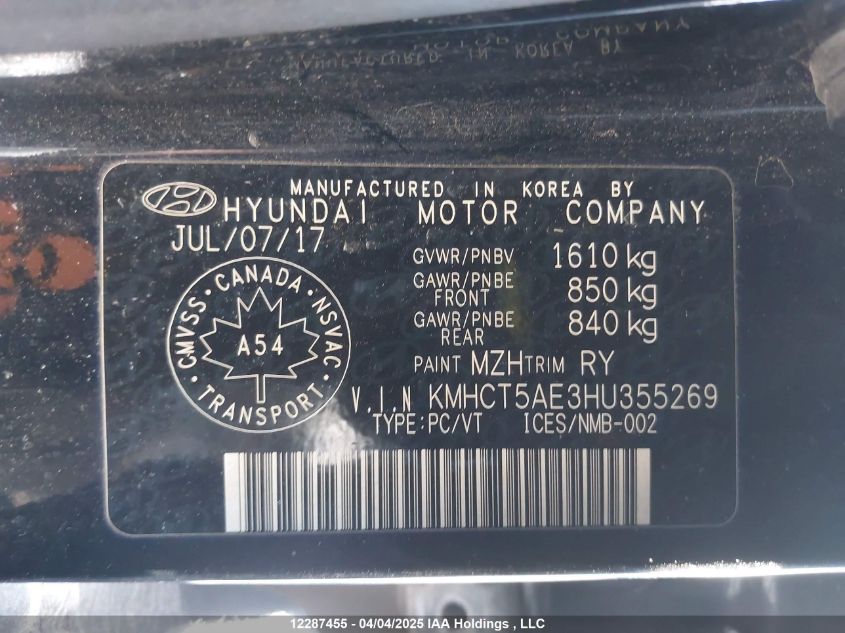 MANUFACTURED IN KOREA BY
HYUNDAI MOTOR COMPANY
JUL/07/17
GVWR/PNBV 1610 kg
GAWR/PNBE FRONT 850 kg
GAWR/PNBE REAR 840 kg
PAINT MZH TRIM RY
V.I.N KMHCT5AE3HU355269
TYPE:PC/VT ICES/NMB-002
CMVSS · CANADA · NSVAC
A54
TRANSPORT
12287455 - 04/04/2025 IAA Holdings , LLC